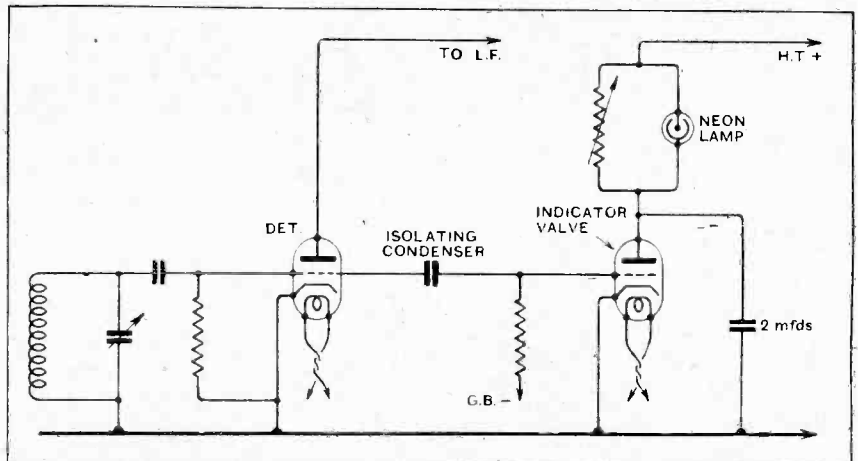 TO L.F.
H.T +
NEON
LAMP
DET.
ISOLATING
CONDENSER
INDICATOR
VALVE
2 mfds
G.B.-